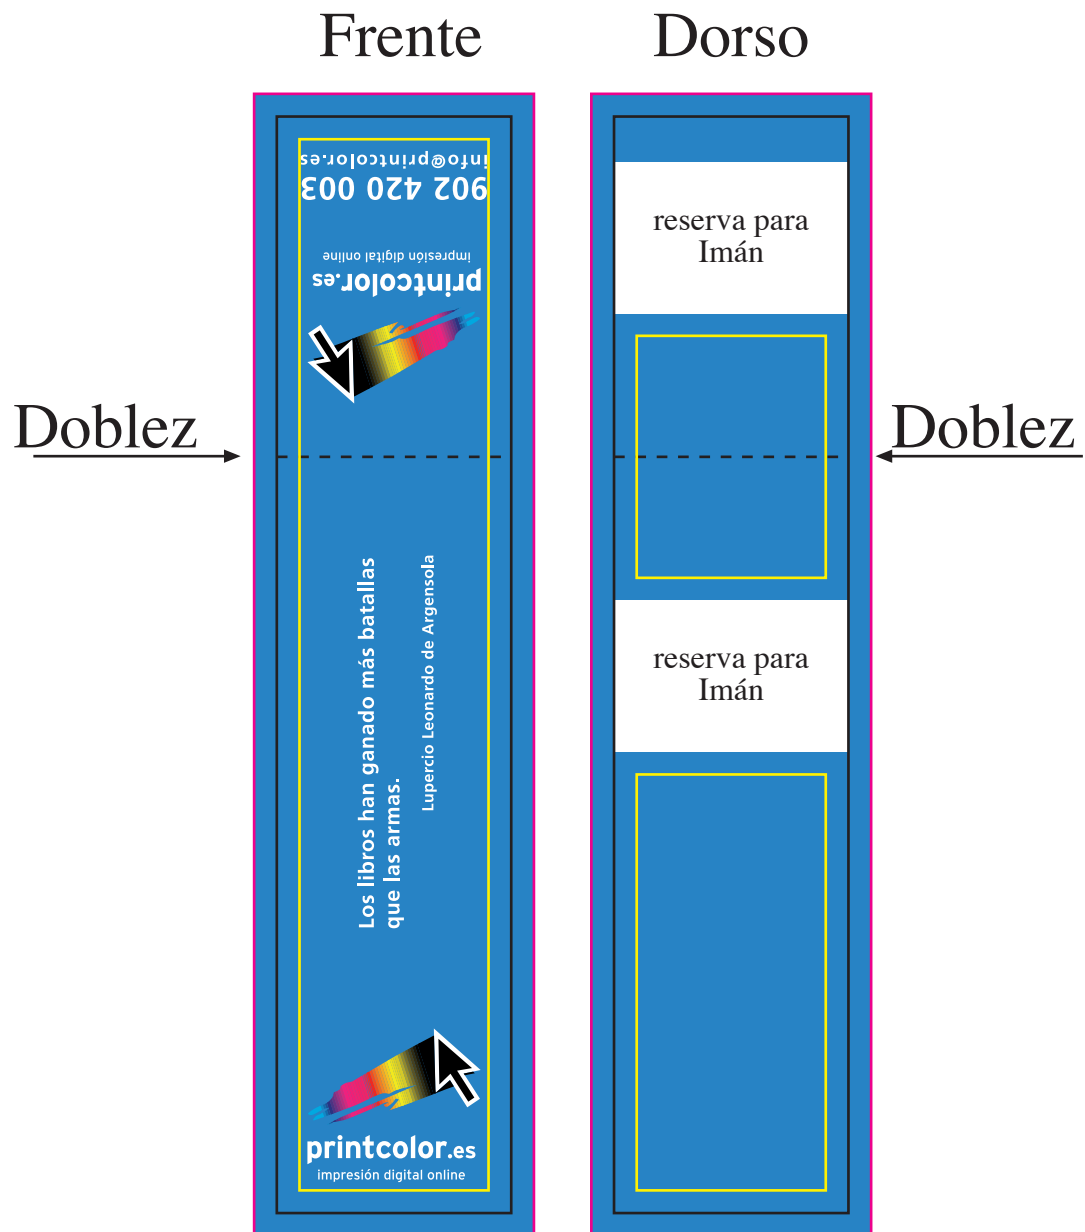 Frente
Dorso
info@printcolor.es
902 420 003
impresión digital online
printcolor.es
reserva para
Imán
Doblez
Doblez
Los libros han ganado más batallas
que las armas.
Lupercio Leonardo de Argensola
reserva para
Imán
printcolor.es
impresión digital online